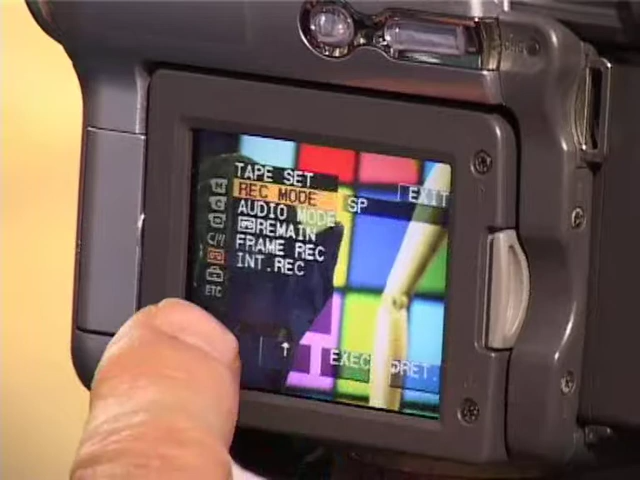 TAPE SET
REC MODE
SP
EXIT
AUDIO MODE
REMAIN
FRAME REC
INT.REC
M
C
ETC
↑
EXEC
RET.